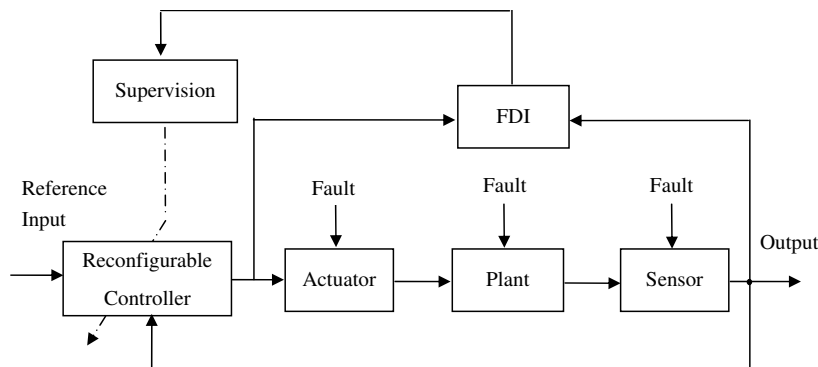 Supervision
FDI
Reference
Input
Fault
Fault
Fault
Reconfigurable
Controller
Actuator
Plant
Sensor
Output